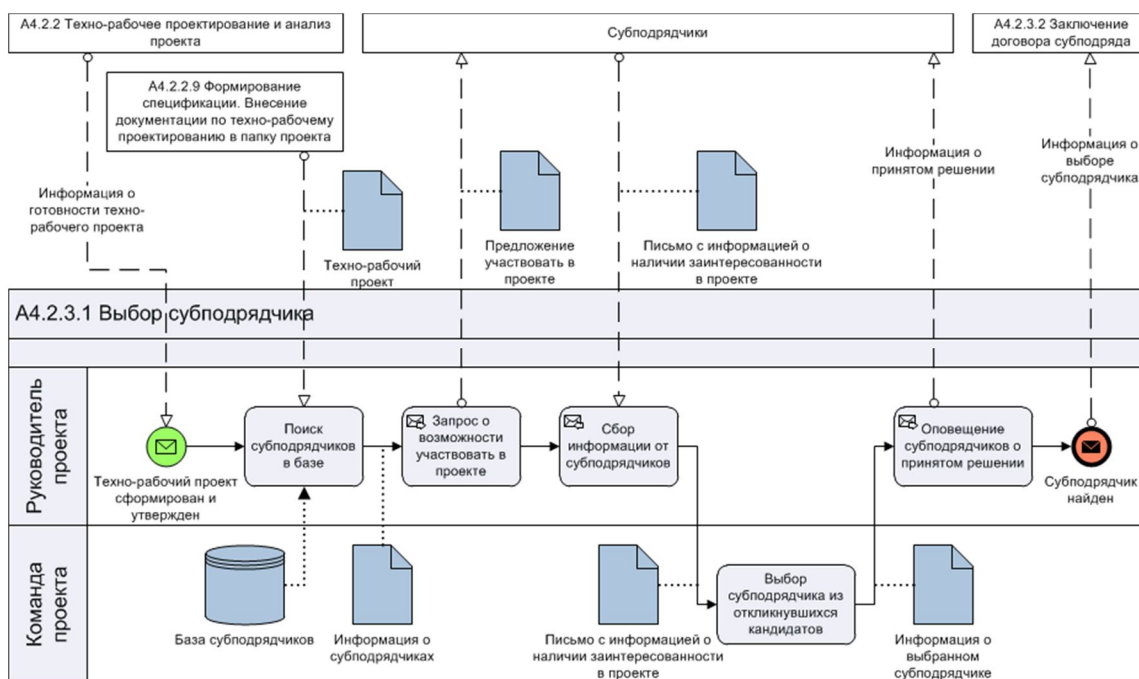 А4.2.2 Техно-рабочее проектирование и анализ
проекта
Субподрядчики
А4.2.3.2 Заключение
договора субподряда
А4.2.2.9 Формирование
спецификации. Внесение
документации по техно-рабочему
проектированию в папку проекта
Информация о
готовности техно-
рабочего проекта
Техно-рабочий
проект
Предложение
участвовать в
проекте
Письмо с информацией о
наличии заинтересованности
в проекте
Информация о
принятом решении
Информация о
выборе
субподрядчика
А4.2.3.1 Выбор субподрядчика
Руководитель
проекта
Техно-рабочий проект
сформирован и
утвержден
Поиск
субподрядчиков
в базе
Запрос о
возможности
участвовать в
проекте
Сбор
информации от
субподрядчиков
Оповещение
субподрядчиков о
принятом решении
Субподрядчик
найден
Команда
проекта
База субподрядчиков
Информация о
субподрядчиках
Письмо с информацией о
наличии заинтересованности
в проекте
Выбор
субподрядчика из
откликнувшихся
кандидатов
Информация о
выбранном
субподрядчике